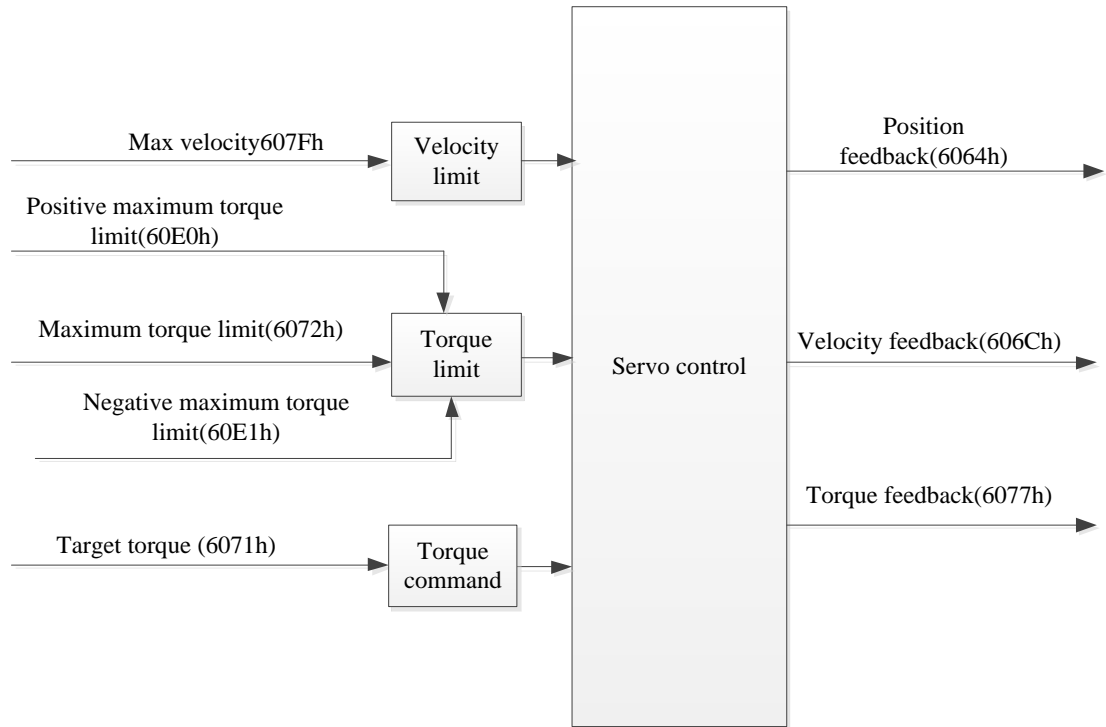 Max velocity607Fh
Velocity
limit
Positive maximum torque
limit(60E0h)
Maximum torque limit(6072h)
Torque
limit
Negative maximum torque
limit(60E1h)
Target torque (6071h)
Torque
command
Servo control
Position
feedback(6064h)
Velocity feedback(606Ch)
Torque feedback(6077h)